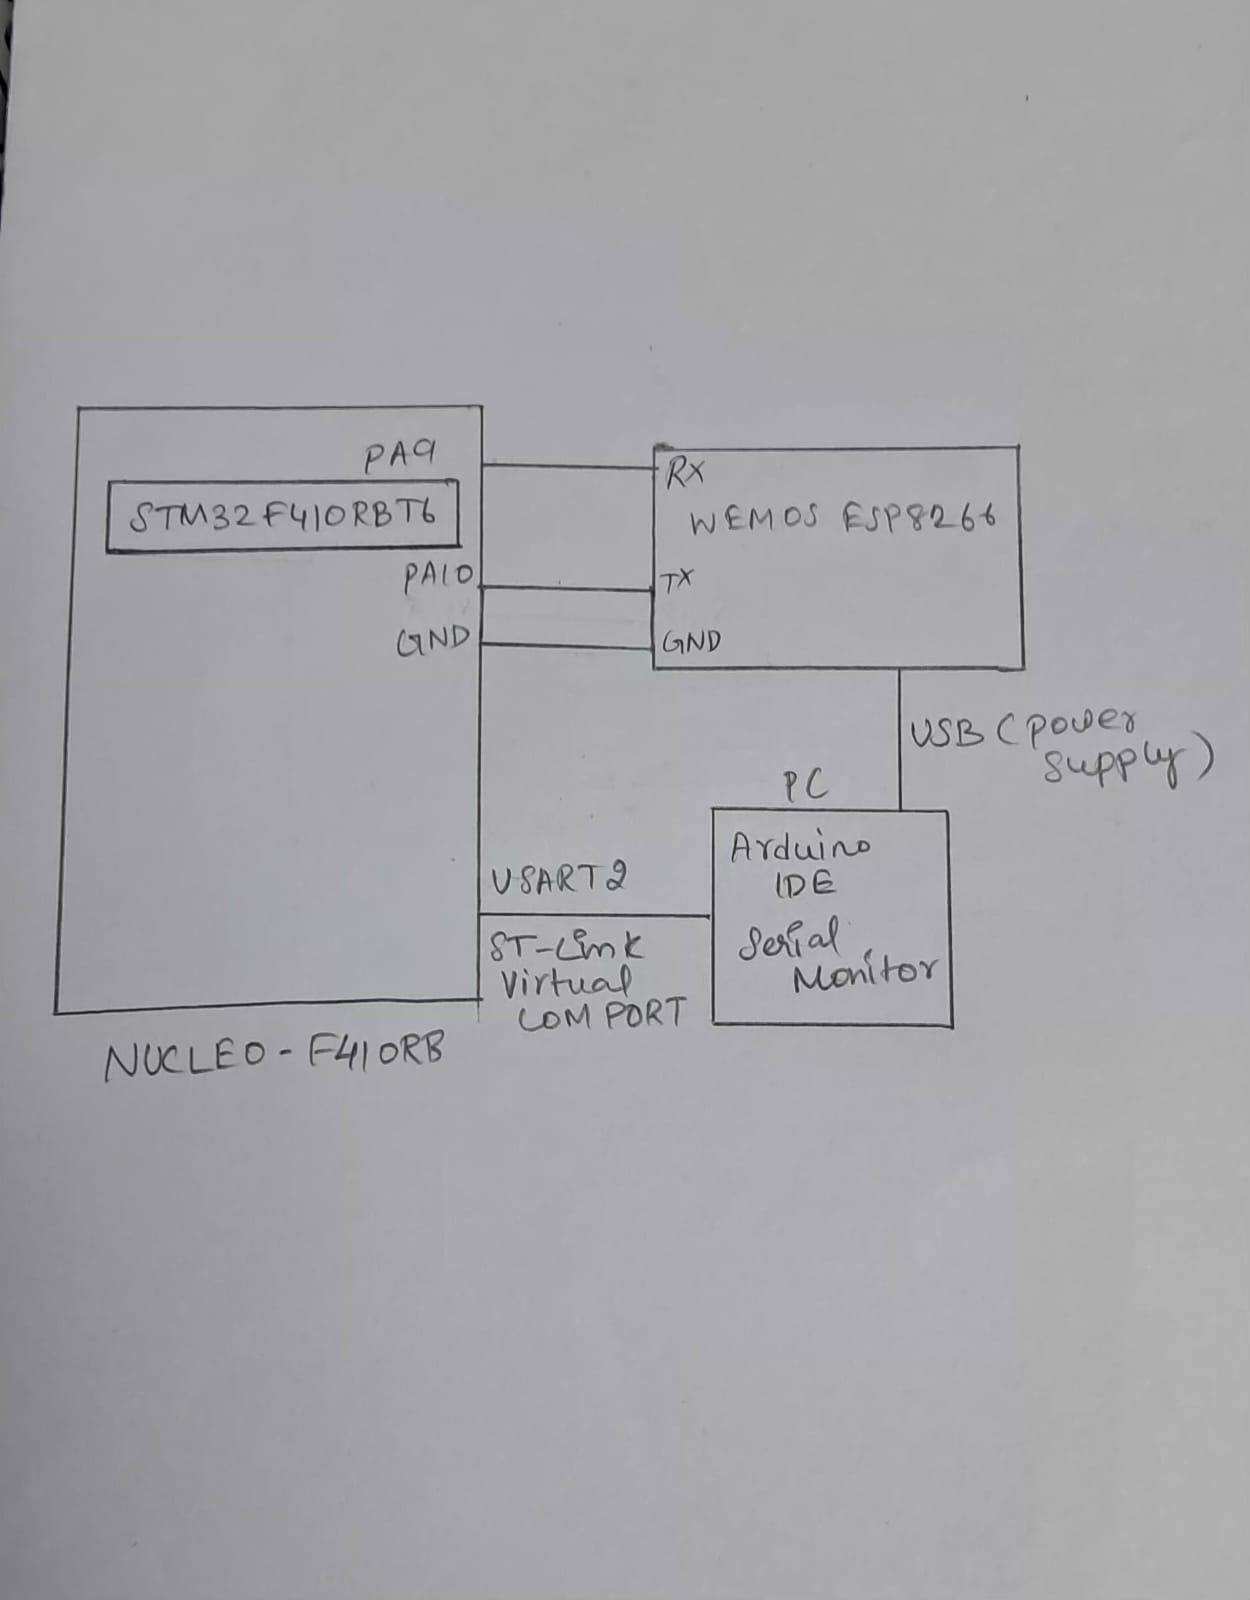 PA9
RX
STM32F410RBT6
WEMOS ESP8266
PA10
TX
GND
GND
USB (power
supply)
PC
Arduino
IDE
Serial
Monitor
USART2
ST-Link
Virtual
COM PORT
NUCLEO - F410RB